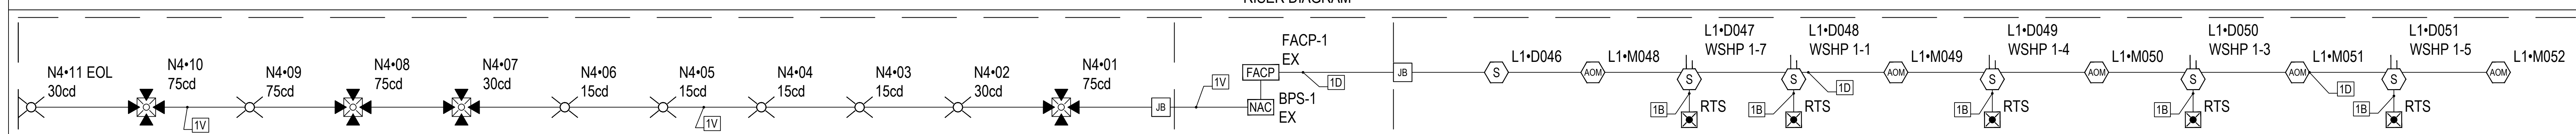 RISER DIAGRAM
N4•11 EOL
30cd
N4•10
75cd
1V
N4•09
75cd
N4•08
75cd
N4•07
30cd
N4•06
15cd
N4•05
15cd
1V
N4•04
15cd
N4•03
15cd
N4•02
30cd
N4•01
75cd
JB
1V
FACP-1
EX
FACP
1D
BPS-1
EX
NAC
JB
S
L1•D046
AOM
L1•M048
L1•D047
WSHP 1-7
S
1B
RTS
L1•D048
WSHP 1-1
S
1D
1B
RTS
AOM
L1•M049
L1•D049
WSHP 1-4
S
1B
RTS
AOM
L1•M050
L1•D050
WSHP 1-3
S
1B
RTS
AOM
L1•M051
1D
L1•D051
WSHP 1-5
S
1B
RTS
AOM
L1•M052